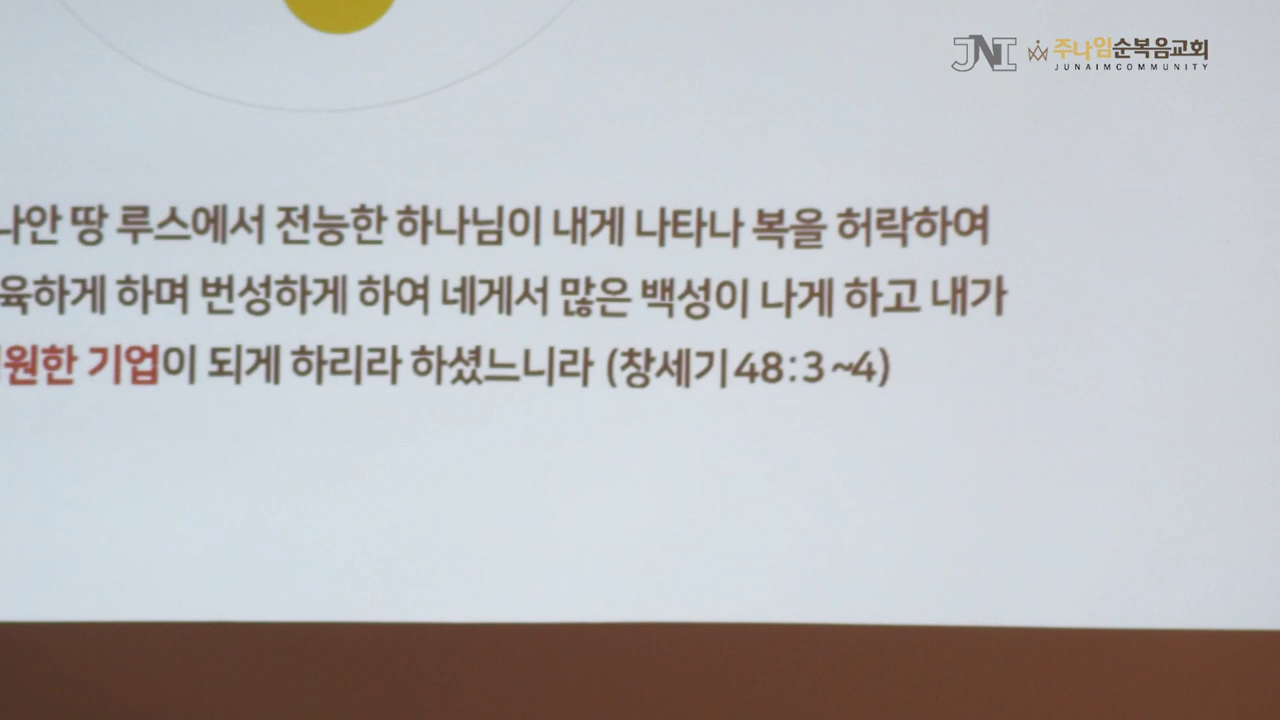 JNI 주나임순복음교회
JUNAIMCOMMUNITY
나안 땅 루스에서 전능한 하나님이 내게 나타나 복을 허락하여
육하게 하며 번성하게 하여 네게서 많은 백성이 나게 하고 내가
원한 기업이 되게 하리라 하셨느니라 (창세기48:3~4)